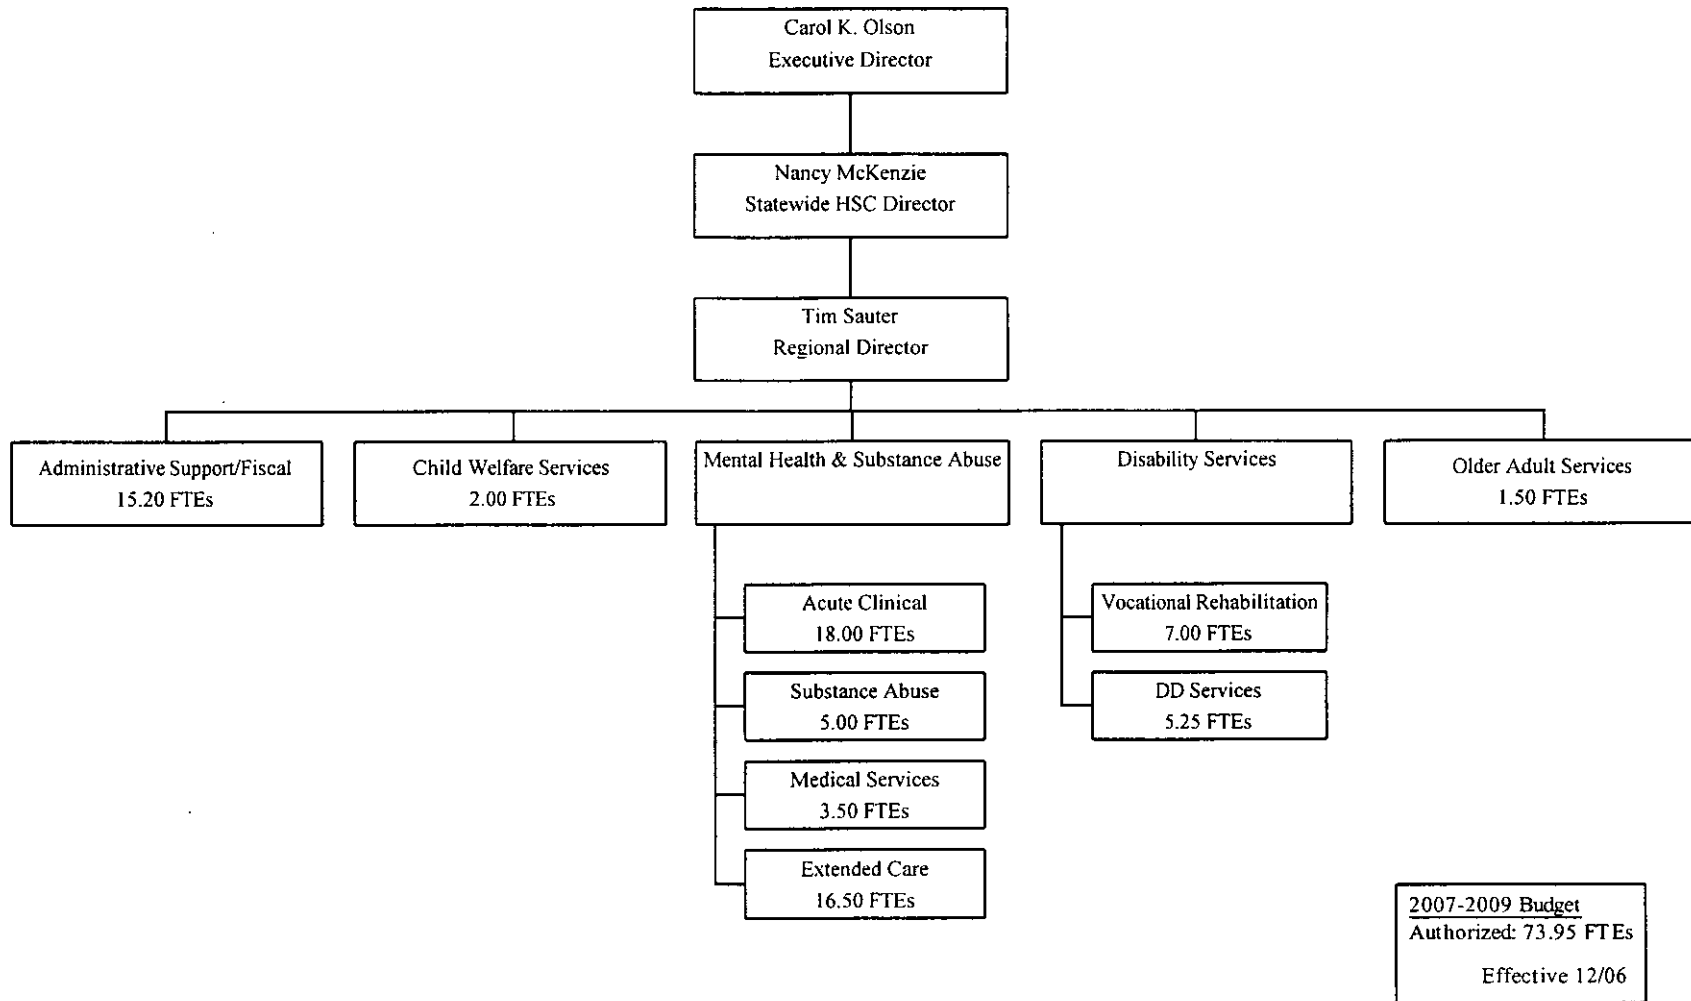 Carol K. Olson
Executive Director
Nancy McKenzie
Statewide HSC Director
Tim Sauter
Regional Director
Administrative Support/Fiscal
15.20 FTEs
Child Welfare Services
2.00 FTEs
Mental Health & Substance Abuse
Disability Services
Older Adult Services
1.50 FTEs
Acute Clinical
18.00 FTEs
Substance Abuse
5.00 FTEs
Medical Services
3.50 FTEs
Extended Care
16.50 FTEs
Vocational Rehabilitation
7.00 FTEs
DD Services
5.25 FTEs
2007-2009 Budget
Authorized: 73.95 FTEs
Effective 12/06